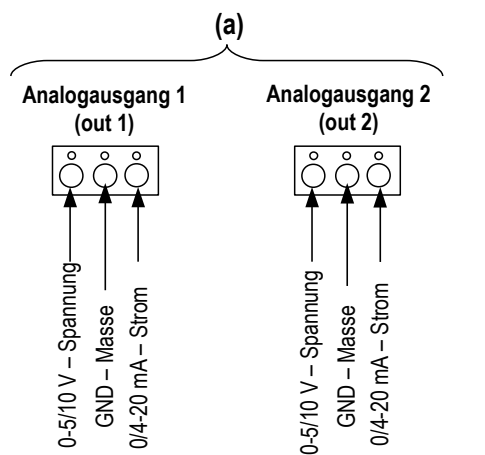 (a)
Analogausgang 1
(out 1)
Analogausgang 2
(out 2)
0-5/10 V – Spannung
GND – Masse
0/4-20 mA – Strom
0-5/10 V – Spannung
GND – Masse
0/4-20 mA – Strom